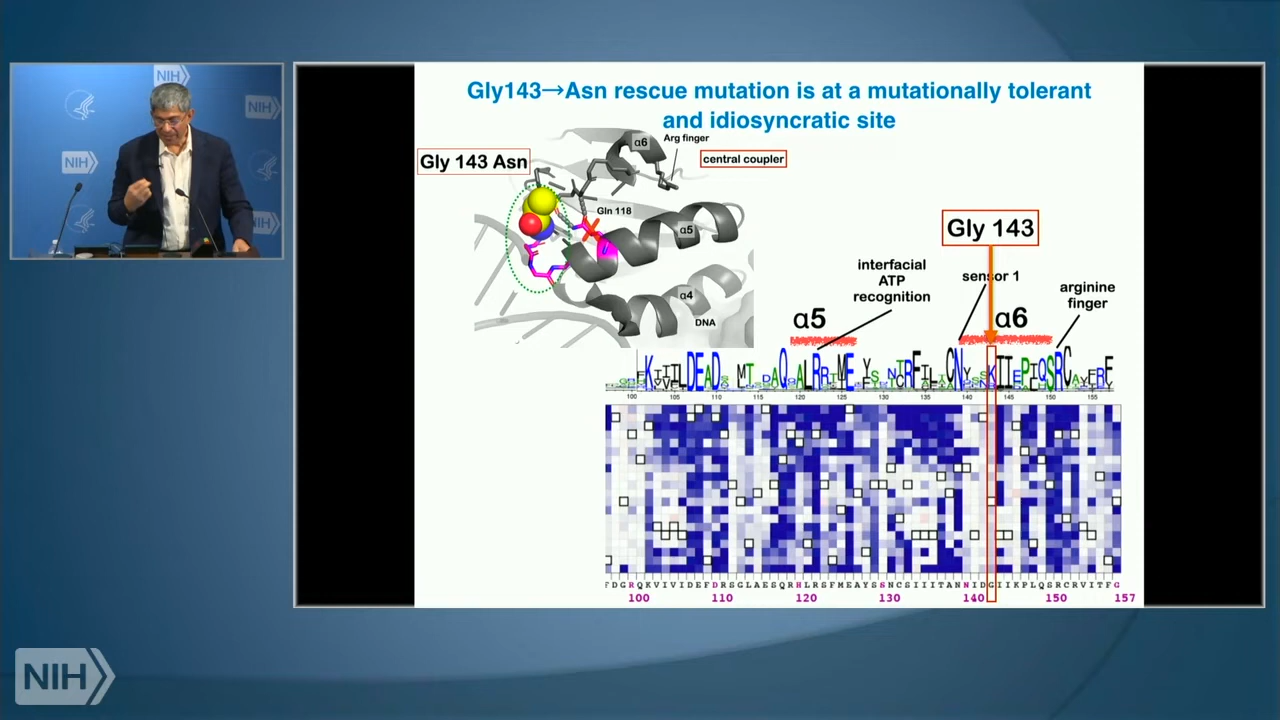 NIH
NIH
NIH
NIH
Gly143→Asn rescue mutation is at a mutationally tolerant
and idiosyncratic site
Gly 143 Asn
α6
Arg finger
central coupler
Gln 118
α5
α4
DNA
Gly 143
interfacial
ATP
recognition
sensor 1
arginine
finger
α5
α6
100 105 110 115 120 125 130 135 140 145 150 155
FDGRQKVIVIDEFDRSGLAESQRHLRSFMEAYSSNCSIIITANNIDGIIKPLQSRCRVITFG
100 110 120 130 140 150 157
NIH